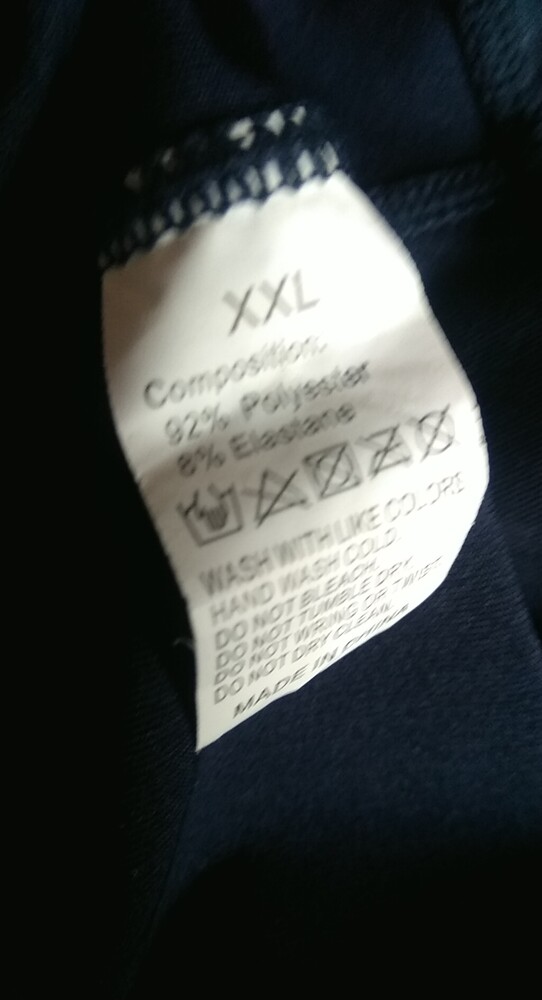 XXL
Composition:
92% Polyester
8% Elastane
WASH WITH LIKE COLORS
HAND WASH COLD.
DO NOT BLEACH.
DO NOT TUMBLE DRY.
DO NOT WRING OR TWIST
DO NOT DRY CLEAN.
MADE IN CHINA